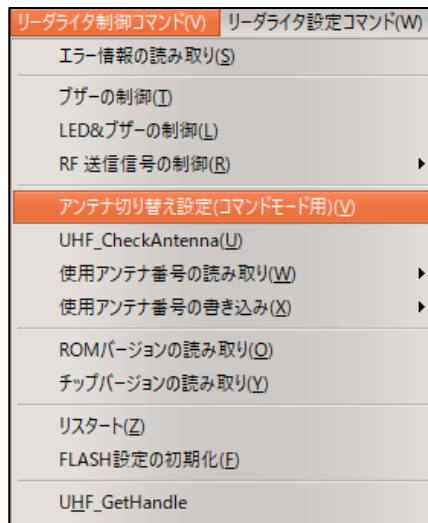 リーダライタ制御コマンド(V) リーダライタ設定コマンド(W)
エラー情報の読み取り(S)
ブザーの制御(T)
LED&ブザーの制御(L)
RF 送信信号の制御(R)
アンテナ切り替え設定(コマンドモード用)(V)
UHF_CheckAntenna(U)
使用アンテナ番号の読み取り(W)
使用アンテナ番号の書き込み(X)
ROMバージョンの読み取り(O)
チップバージョンの読み取り(Y)
リスタート(Z)
FLASH設定の初期化(F)
UHF_GetHandle